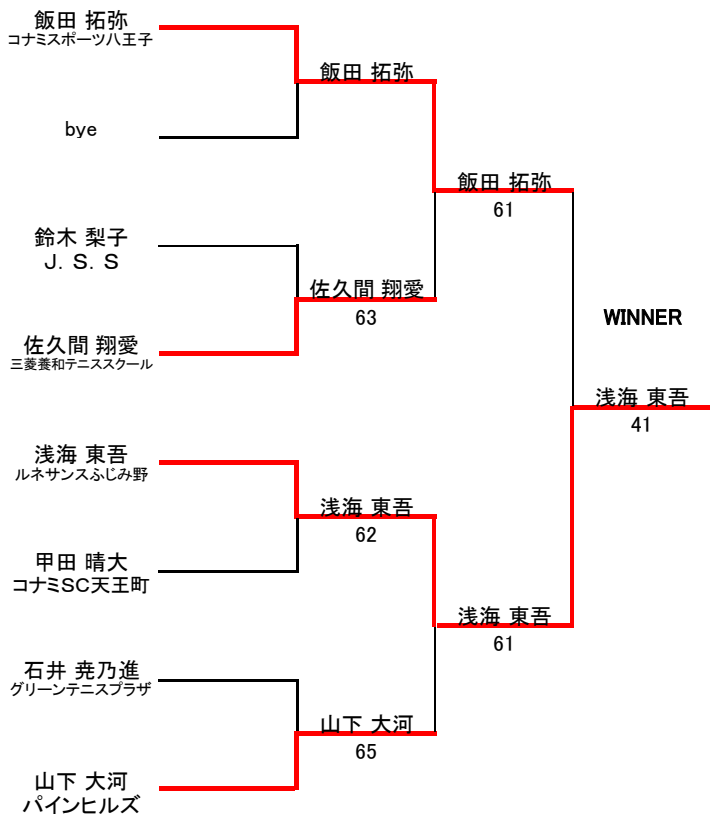 飯田 拓弥
コナミスポーツ八王子
bye
鈴木 梨子
J. S. S
佐久間 翔愛
三菱養和テニススクール
浅海 東吾
ルネサンスふじみ野
甲田 晴大
コナミSC天王町
石井 尭乃進
グリーンテニスプラザ
山下 大河
パインヒルズ
飯田 拓弥
佐久間 翔愛
63
浅海 東吾
62
山下 大河
65
飯田 拓弥
61
浅海 東吾
61
WINNER
浅海 東吾
41